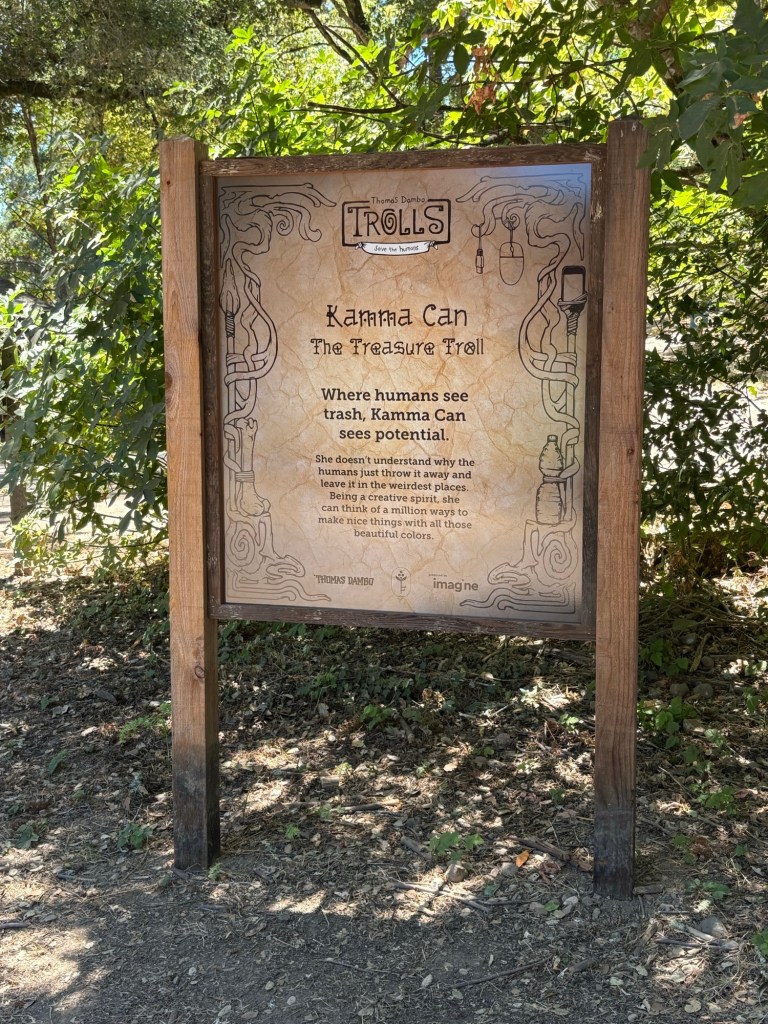 Thomas Dambo
TROLLS
Save the humans
Kamma Can
The Treasure Troll
Where humans see
trash, Kamma Can
sees potential.
She doesn't understand why the
humans just throw it away and
leave it in the weirdest places.
Being a creative spirit, she
can think of a million ways to
make nice things with all those
beautiful colors.
THOMAS DAMBO
imagne